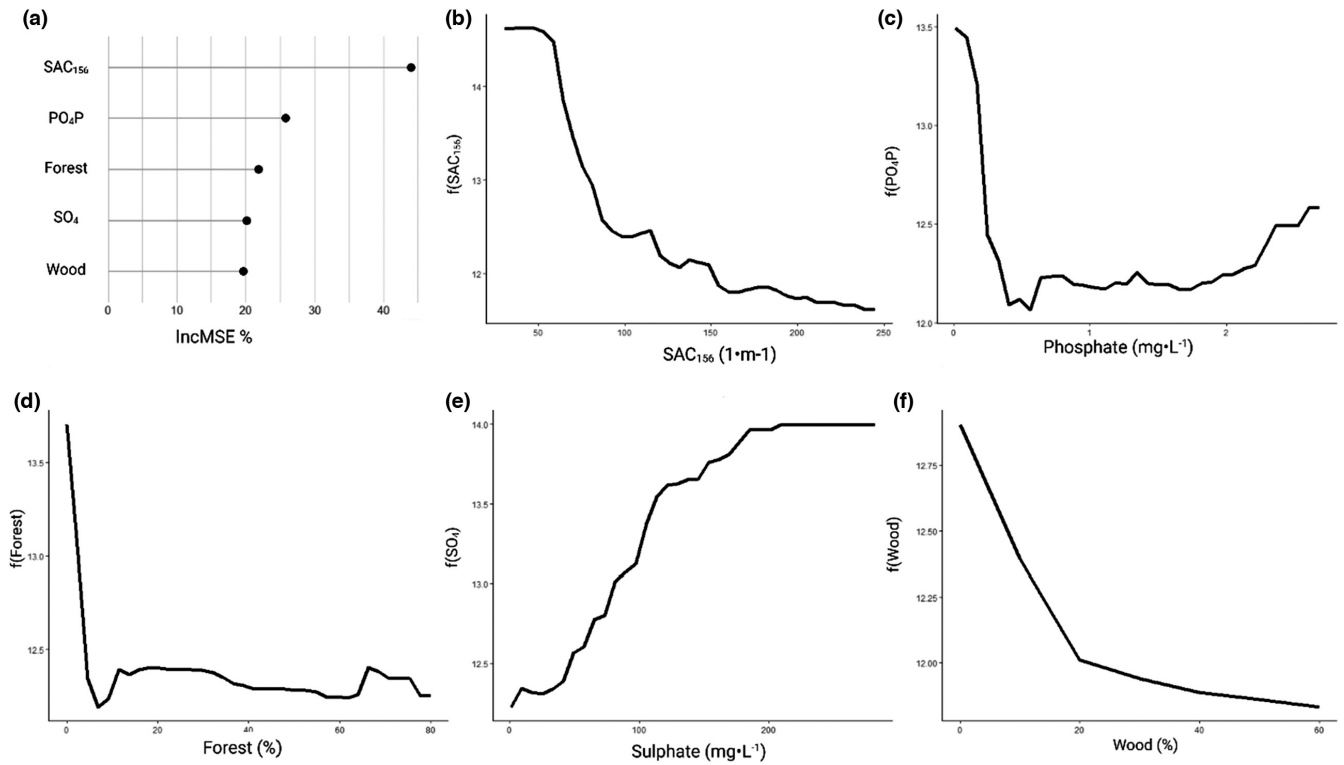 (a)
SAC₁₅₆
PO₄P
Forest
SO₄
Wood
0 10 20 30 40
IncMSE %
(b)
f(SAC₁₅₆)
14
13
12
50 100 150 200 250
SAC₁₅₆ (1•m-1)
(c)
f(PO₄P)
13.5
13.0
12.5
12.0
0 1 2
Phosphate (mg•L⁻¹)
(d)
f(Forest)
13.5
13.0
12.5
0 20 40 60 80
Forest (%)
(e)
f(SO₄)
14.0
13.5
13.0
12.5
0 100 200
Sulphate (mg•L⁻¹)
(f)
f(Wood)
12.75
12.50
12.25
12.00
0 20 40 60
Wood (%)